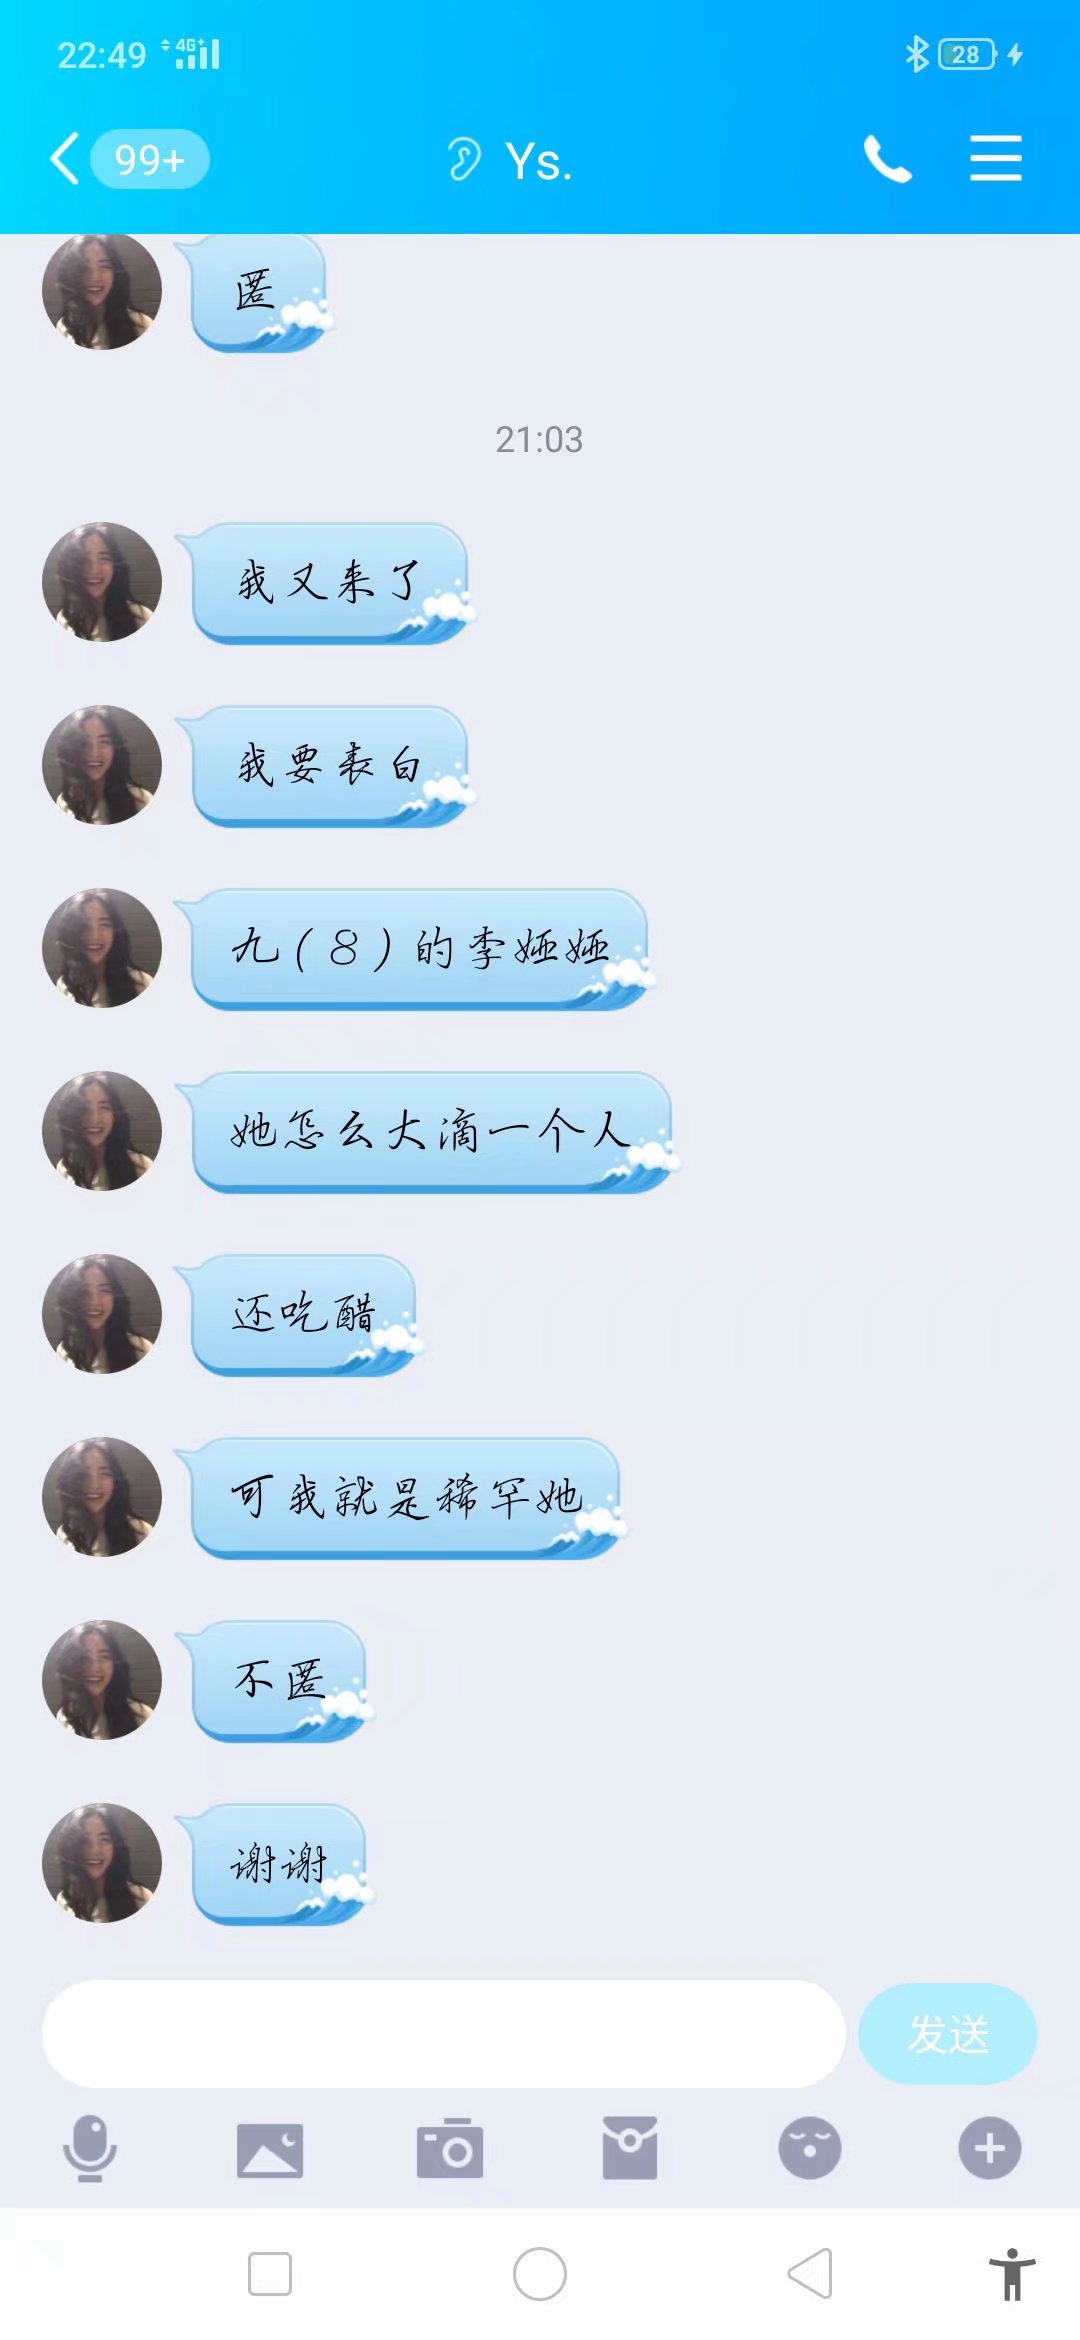 22:49 4G+ 28
99+ Ys.
匿
21:03
我又来了
我要表白
九(8)的李娅娅
她怎么大滴一个人
还吃醋
可我就是稀罕她
不匿
谢谢
发送